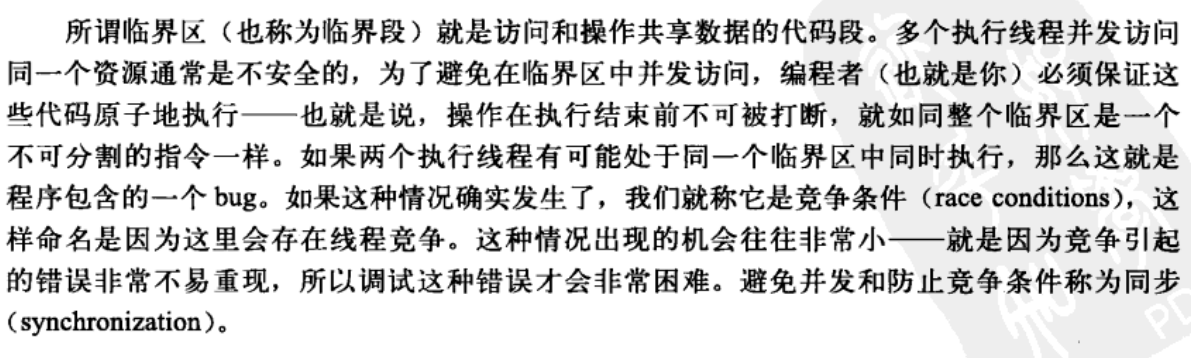 所谓临界区（也称为临界段）就是访问和操作共享数据的代码段。多个执行线程并发访问
同一个资源通常是不安全的，为了避免在临界区中并发访问，编程者（也就是你）必须保证这
些代码原子地执行——也就是说，操作在执行结束前不可被打断，就如同整个临界区是一个
不可分割的指令一样。如果两个执行线程有可能处于同一个临界区中同时执行，那么这就是
程序包含的一个 bug。如果这种情况确实发生了，我们就称它是竞争条件（race conditions），这
样命名是因为这里会存在线程竞争。这种情况出现的机会往往非常小——就是因为竞争引起
的错误非常不易重现，所以调试这种错误才会非常困难。避免并发和防止竞争条件称为同步
（synchronization）。
PD